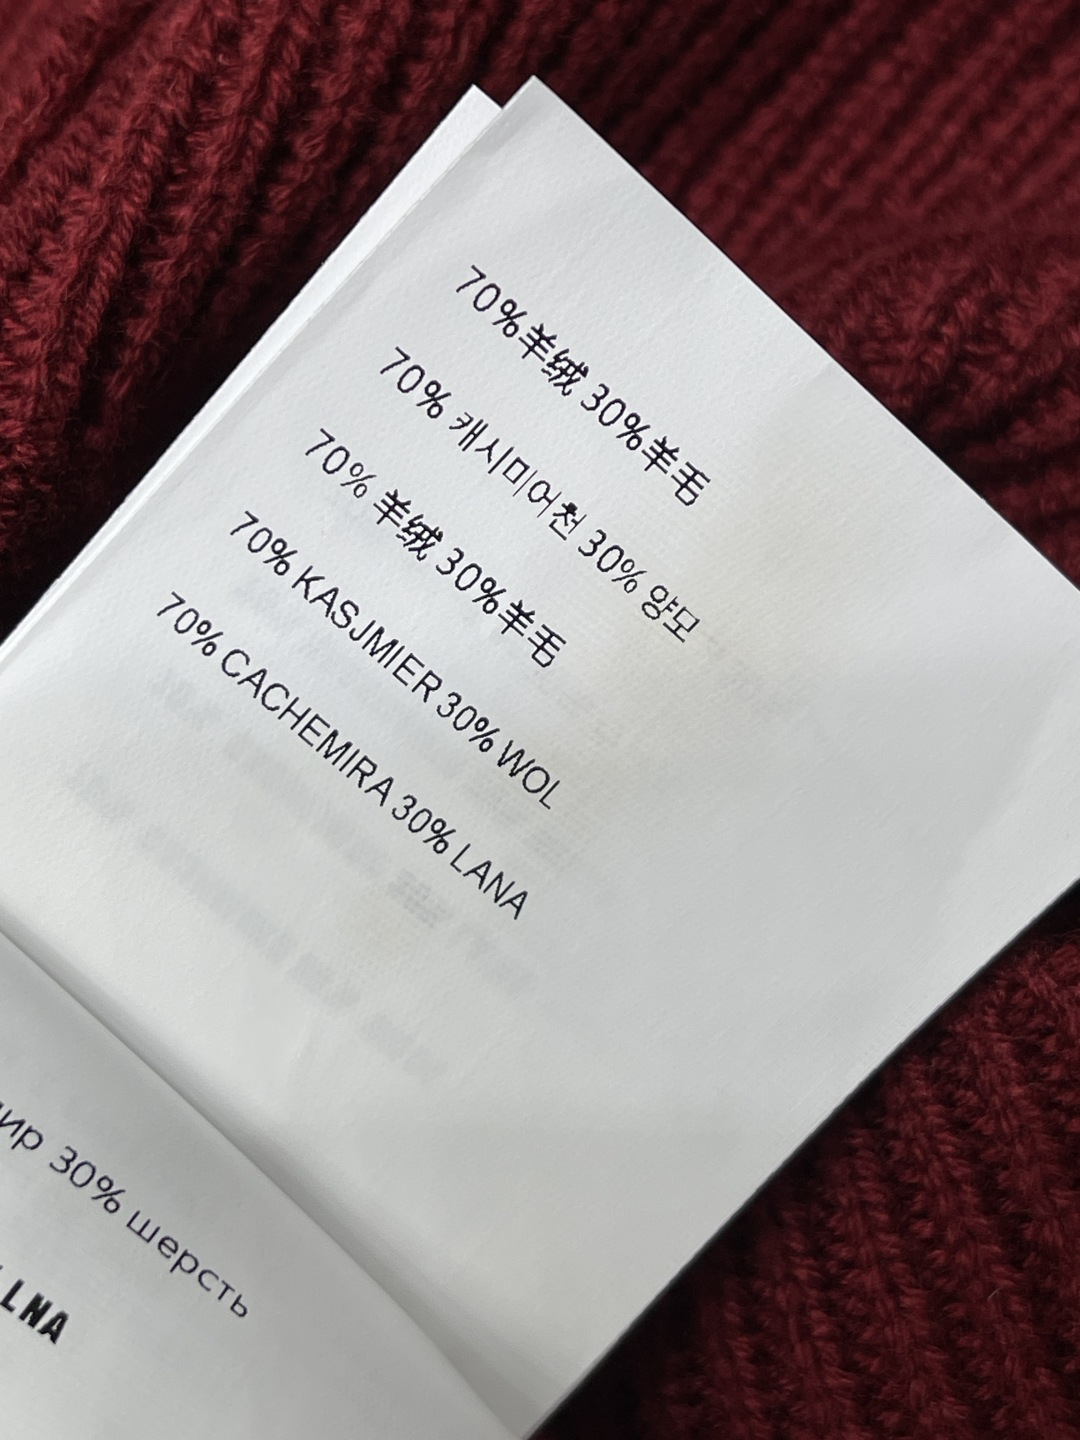 70%羊绒 30%羊毛
70% 캐시미어천 30% 양모
70% 羊绒 30%羊毛
70% KASJMIER 30% WOL
70% CACHEMIRA 30% LANA
30% шерсть
LNA